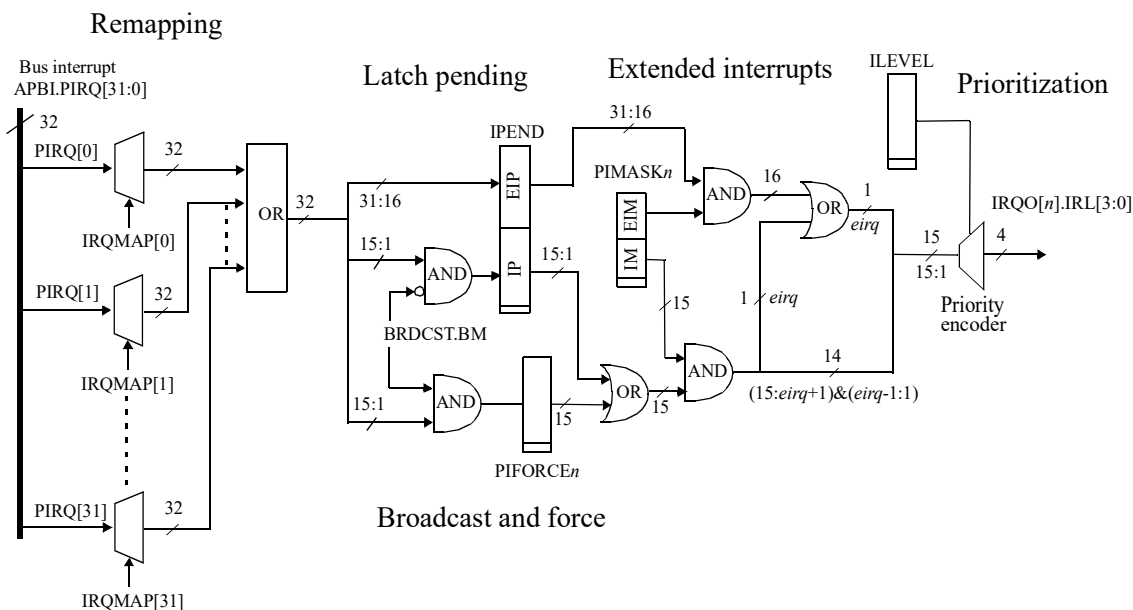 Remapping
Bus interrupt
APBI.PIRQ[31:0]
32
PIRQ[0]
32
IRQMAP[0]
PIRQ[1]
32
IRQMAP[1]
PIRQ[31]
32
IRQMAP[31]
OR
32
Latch pending
IPEND
31:16
EIP
15:1
AND
IP
15:1
BRDCST.BM
15:1
AND
15
PIFORCEn
OR
15
Broadcast and force
Extended interrupts
31:16
PIMASKn
EIM
IM
15
AND
16
OR
1
eirq
1
eirq
AND
14
(15:eirq+1)&(eirq-1:1)
ILEVEL
Prioritization
IRQO[n].IRL[3:0]
15
15:1
4
Priority
encoder